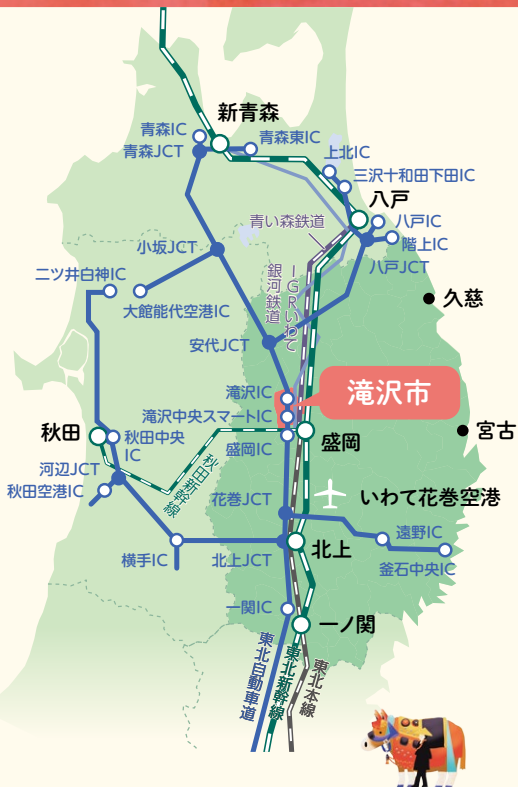 新青森
青森IC
青森東IC
青森JCT
上北IC
三沢十和田下田IC
八戸
八戸IC
青い森鉄道
階上IC
小坂JCT
八戸JCT
二ツ井白神IC
IGRいわて
銀河鉄道
大館能代空港IC
久慈
安代JCT
滝沢IC
滝沢市
滝沢中央スマートIC
秋田
秋田中央
IC
盛岡IC
盛岡
宮古
河辺JCT
秋田新幹線
秋田空港IC
花巻JCT
いわて花巻空港
遠野IC
横手IC
北上JCT
北上
釜石中央IC
一関IC
一ノ関
東北自動車道
東北新幹線
東北本線